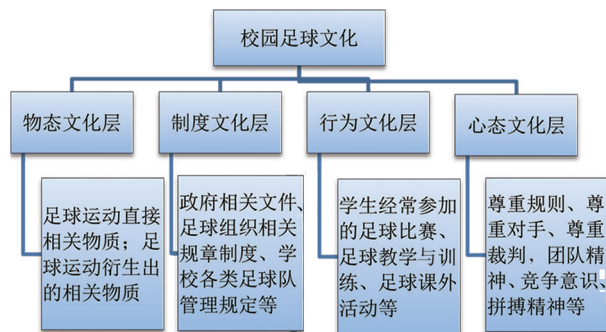 校园足球文化
物态文化层
制度文化层
行为文化层
心态文化层
足球运动直接
相关物质；足
球运动衍生出
的相关物质
政府相关文件、
足球组织相关
规章制度、学
校各类足球队
管理规定等
学生经常参加
的足球比赛、
足球教学与训
练、足球课外
活动等
尊重规则、尊
重对手、尊重
裁判，团队精
神、竞争意识、
拼搏精神等